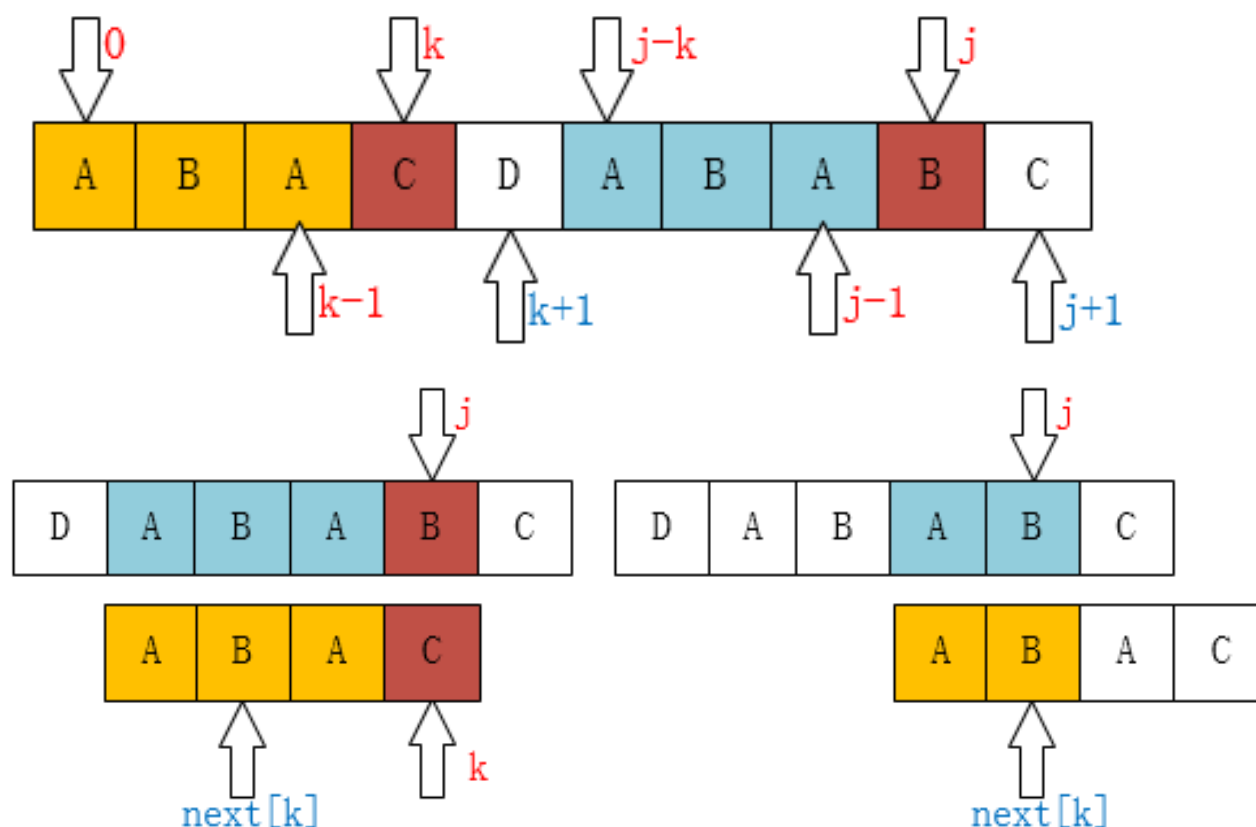 0 k j-k j
A B A C D A B A B C
k-1 k+1 j-1 j+1
j j
D A B A B C D A B A B C
A B A C A B A C
k
next[k] next[k]